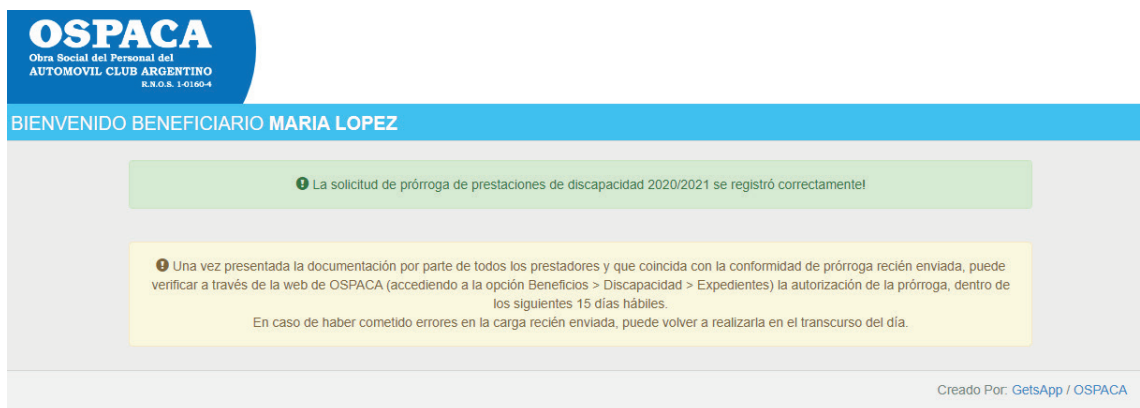 OSPACA
Obra Social del Personal del
AUTOMOVIL CLUB ARGENTINO
R.N.O.S. 1-0160-4
BIENVENIDO BENEFICIARIO MARIA LOPEZ
La solicitud de prórroga de prestaciones de discapacidad 2020/2021 se registró correctamente!
Una vez presentada la documentación por parte de todos los prestadores y que coincida con la conformidad de prórroga recién enviada, puede
verificar a través de la web de OSPACA (accediendo a la opción Beneficios > Discapacidad > Expedientes) la autorización de la prórroga, dentro de
los siguientes 15 días hábiles.
En caso de haber cometido errores en la carga recién enviada, puede volver a realizarla en el transcurso del día.
Creado Por: GetsApp / OSPACA